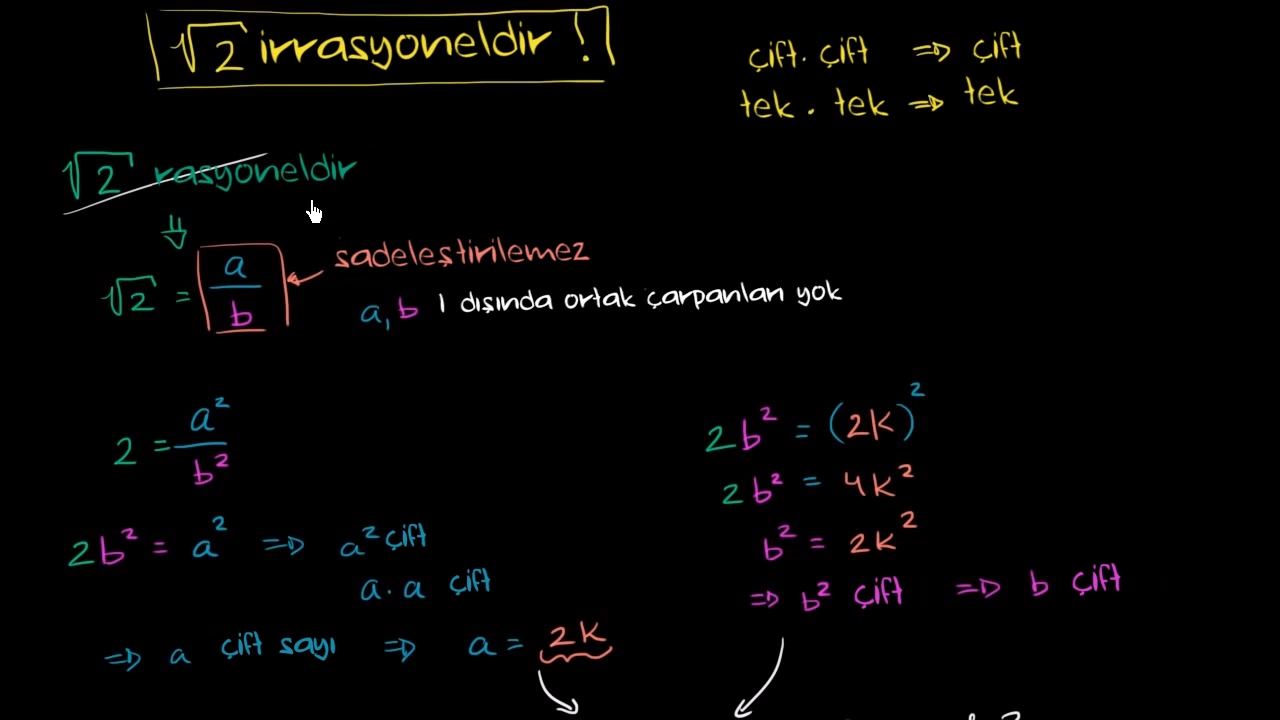 √2 irrasyoneldir !
çift. çift ⇒ çift
tek . tek ⇒ tek
√2 rasyoneldir
⇓
√2 = a/b ← sadeleştirilemez
a, b 1 dışında ortak çarpanları yok
2 = a²/b²
2b² = a² ⇒ a² çift
a . a çift
⇒ a çift sayı ⇒ a = 2k
2b² = (2k)²
2b² = 4k²
b² = 2k²
⇒ b² çift ⇒ b çift